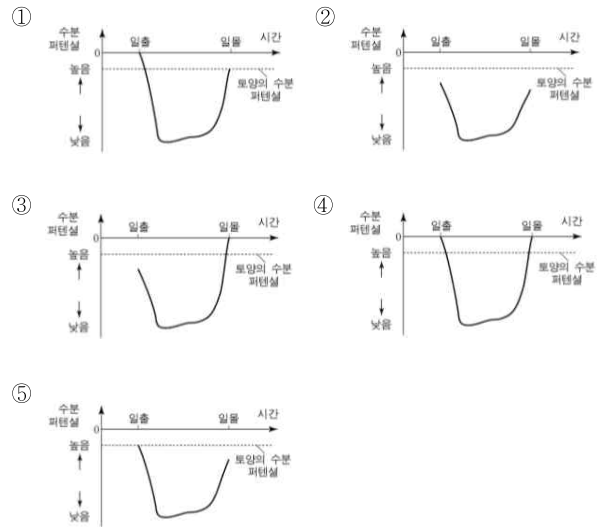 ①
수분
퍼텐셜
일출
일몰
시간
0
높음
토양의 수분
퍼텐셜
낮음
②
수분
퍼텐셜
일출
일몰
시간
0
높음
토양의 수분
퍼텐셜
낮음
③
수분
퍼텐셜
일출
일몰
시간
0
높음
토양의 수분
퍼텐셜
낮음
④
수분
퍼텐셜
일출
일몰
시간
0
높음
토양의 수분
퍼텐셜
낮음
⑤
수분
퍼텐셜
일출
일몰
시간
0
높음
토양의 수분
퍼텐셜
낮음